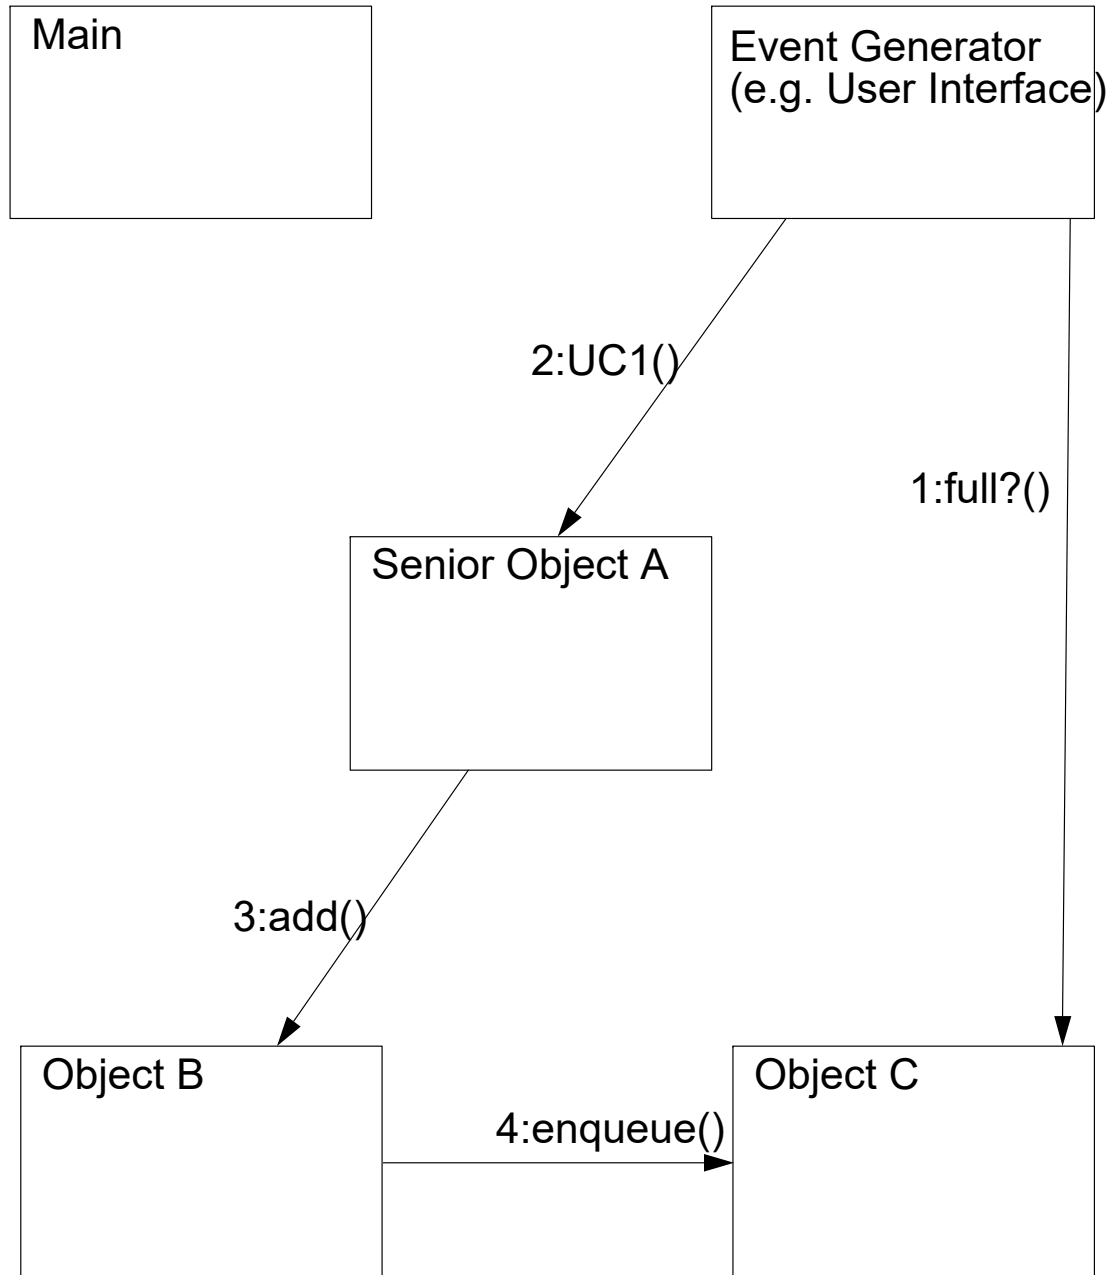 Main
Event Generator
(e.g. User Interface)
2:UC1()
1:full?()
Senior Object A
3:add()
Object B
Object C
4:enqueue()